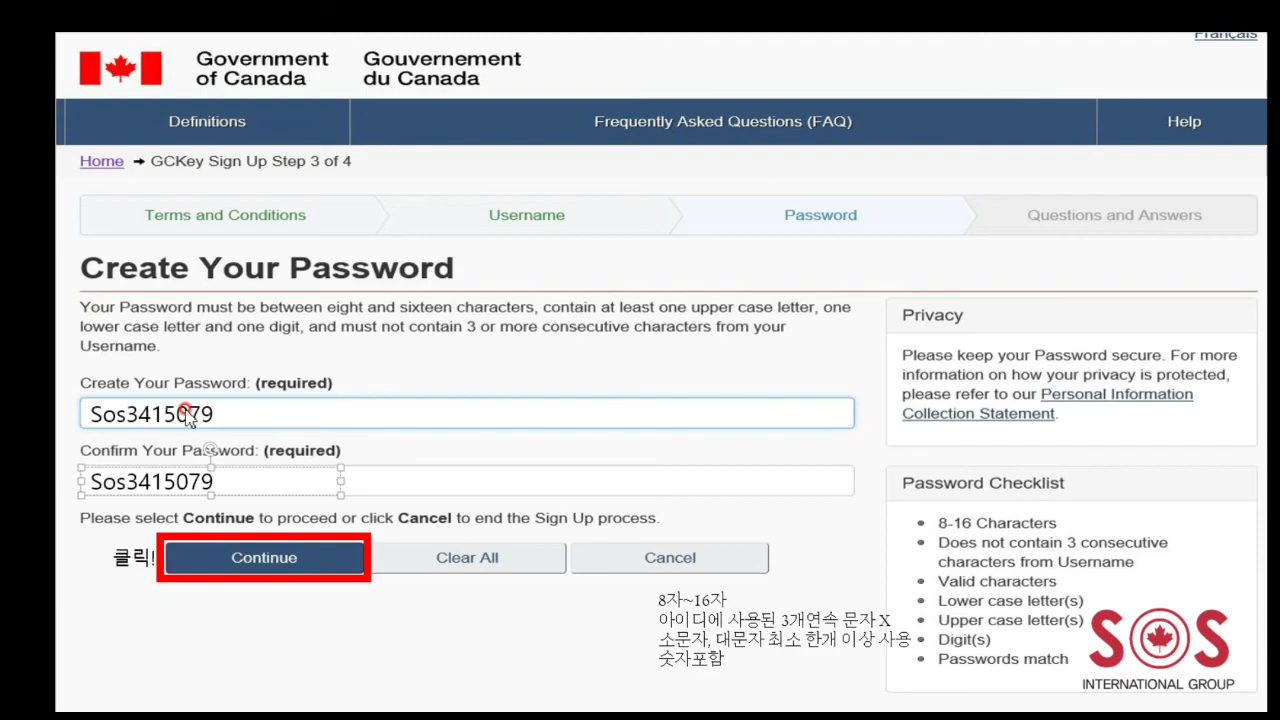 Français
Government
of Canada
Gouvernement
du Canada
Definitions
Frequently Asked Questions (FAQ)
Help
Home → GCKey Sign Up Step 3 of 4
Terms and Conditions
Username
Password
Questions and Answers
Create Your Password
Your Password must be between eight and sixteen characters, contain at least one upper case letter, one
lower case letter and one digit, and must not contain 3 or more consecutive characters from your
Username.
Create Your Password: (required)
Sos3415079
Confirm Your Password: (required)
Sos3415079
Please select Continue to proceed or click Cancel to end the Sign Up process.
클릭!
Continue
Clear All
Cancel
8자~16자
아이디에 사용된 3개연속 문자 X
소문자, 대문자 최소 한개 이상 사용
숫자포함
Privacy
Please keep your Password secure. For more
information on how your privacy is protected,
please refer to our Personal Information
Collection Statement.
Password Checklist
• 8-16 Characters
• Does not contain 3 consecutive
characters from Username
• Valid characters
• Lower case letter(s)
• Upper case letter(s)
• Digit(s)
• Passwords match
SOS
INTERNATIONAL GROUP